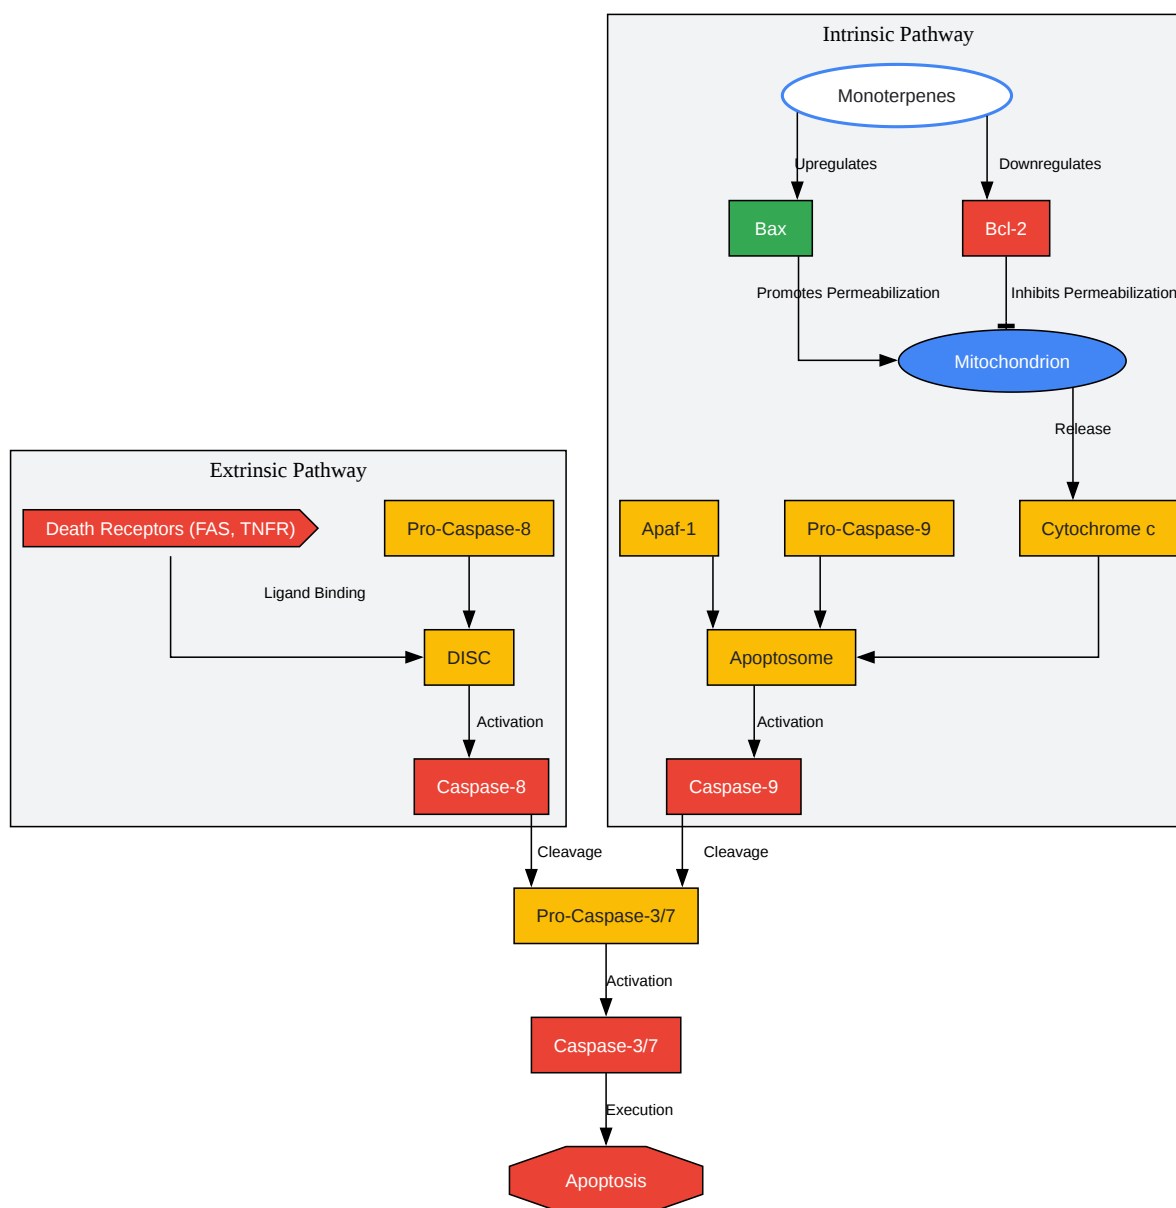 Intrinsic Pathway
Monoterpenes
Upregulates
Downregulates
Bax
Bcl-2
Promotes Permeabilization
Inhibits Permeabilization
Mitochondrion
Release
Extrinsic Pathway
Death Receptors (FAS, TNFR)
Pro-Caspase-8
Apaf-1
Pro-Caspase-9
Cytochrome c
Ligand Binding
DISC
Apoptosome
Activation
Activation
Caspase-8
Caspase-9
Cleavage
Cleavage
Pro-Caspase-3/7
Activation
Caspase-3/7
Execution
Apoptosis